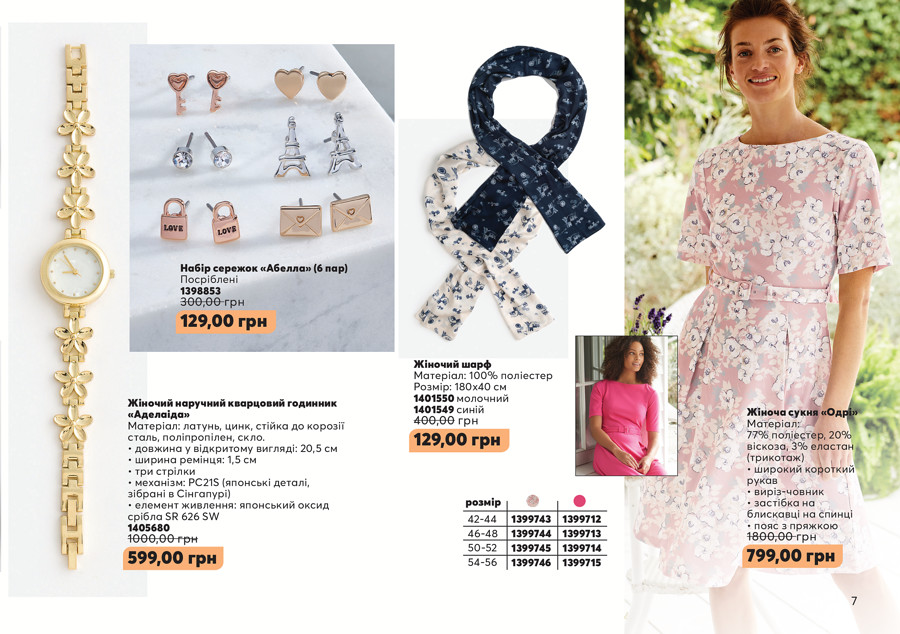 LOVE
LOVE
Набір сережок «Абелла» (6 пар)
Посріблені
1398853
300,00 грн
129,00 грн
Жіночий наручний кварцовий годинник
«Аделаіда»
Матеріал: латунь, цинк, стійка до корозії
сталь, поліпропілен, скло.
• довжина у відкритому вигляді: 20,5 см
• ширина ремінця: 1,5 см
• три стрілки
• механізм: PC21S (японські деталі,
зібрані в Сінгапурі)
• елемент живлення: японський оксид
срібла SR 626 SW
1405680
1000,00 грн
599,00 грн
Жіночий шарф
Матеріал: 100% поліестер
Розмір: 180х40 см
1401550 молочний
1401549 синій
400,00 грн
129,00 грн
розмір
42-44 1399743 1399712
46-48 1399744 1399713
50-52 1399745 1399714
54-56 1399746 1399715
Жіноча сукня «Одрі»
Матеріал:
77% поліестер, 20%
віскоза, 3% еластан
(трикотаж)
• широкий короткий
рукав
• виріз-човник
• застібка на
блискавці на спинці
• пояс з пряжкою
1800,00 грн
799,00 грн
7